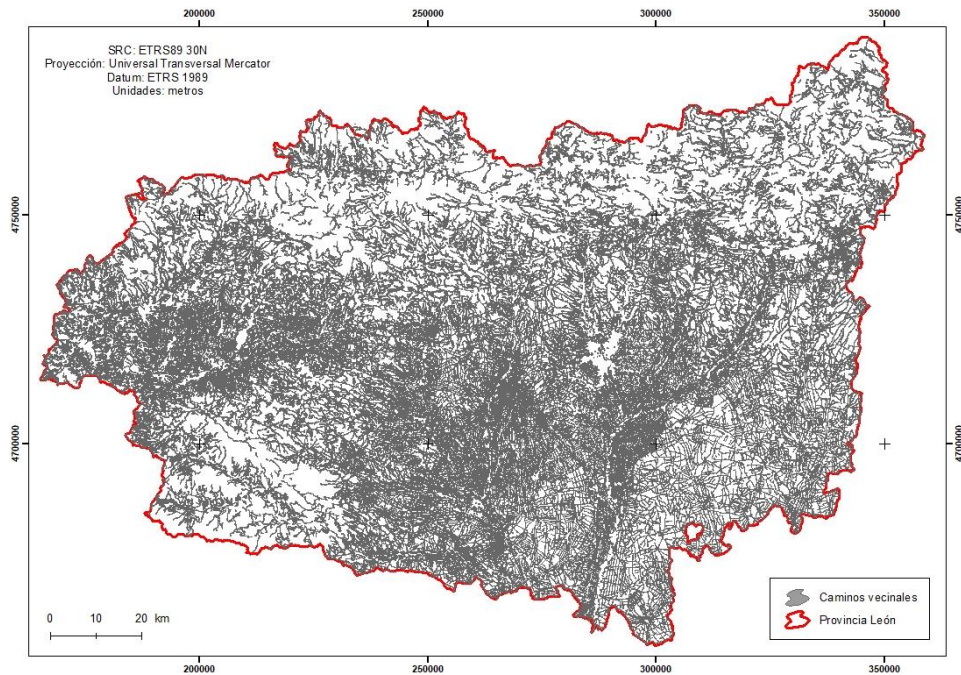 200000 250000 300000 350000
SRC: ETRS89 30N
Proyección: Universal Transversal Mercator
Datum: ETRS 1989
Unidades: metros
4750000 4750000
4700000 4700000
0 10 20 km
Caminos vecinales
Provincia León
200000 250000 300000 350000